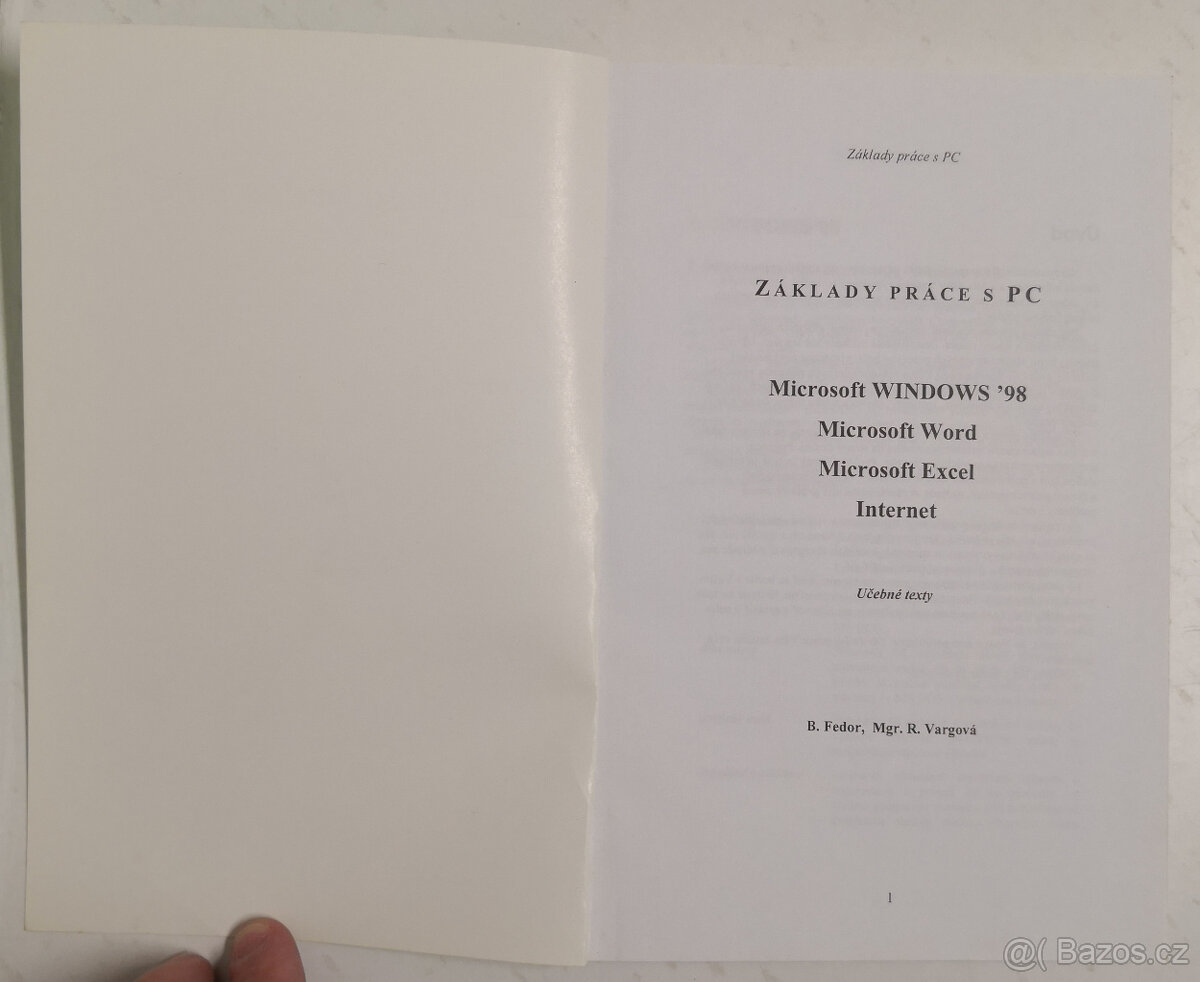 Základy práce s PC
ZÁKLADY PRÁCE S PC
Microsoft WINDOWS ’98
Microsoft Word
Microsoft Excel
Internet
Učebné texty
B. Fedor, Mgr. R. Vargová
1
@( Bazos.cz